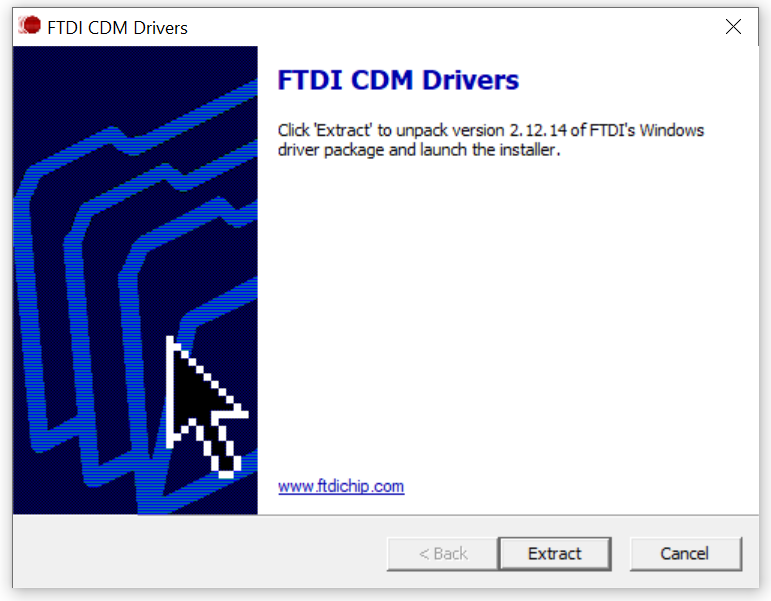 FTDI CDM Drivers
FTDI CDM Drivers
Click 'Extract' to unpack version 2.12.14 of FTDI's Windows
driver package and launch the installer.
www.ftdichip.com
< Back
Extract
Cancel